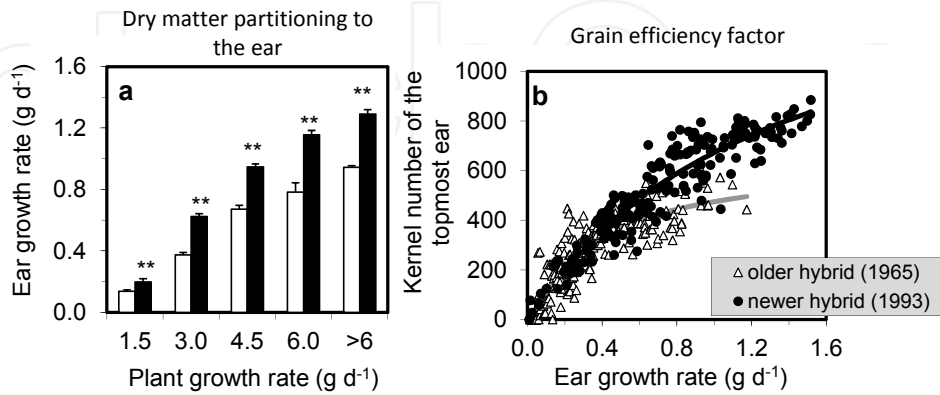 Dry matter partitioning to
the ear
Ear growth rate (g d-1)
1.6
1.2
0.8
0.4
0.0
a
**
**
**
**
**
1.5 3.0 4.5 6.0 >6
Plant growth rate (g d-1)
Grain efficiency factor
Kernel number of the
topmost ear
1000
800
600
400
200
0
b
older hybrid (1965)
newer hybrid (1993)
0.0 0.4 0.8 1.2 1.6
Ear growth rate (g d-1)